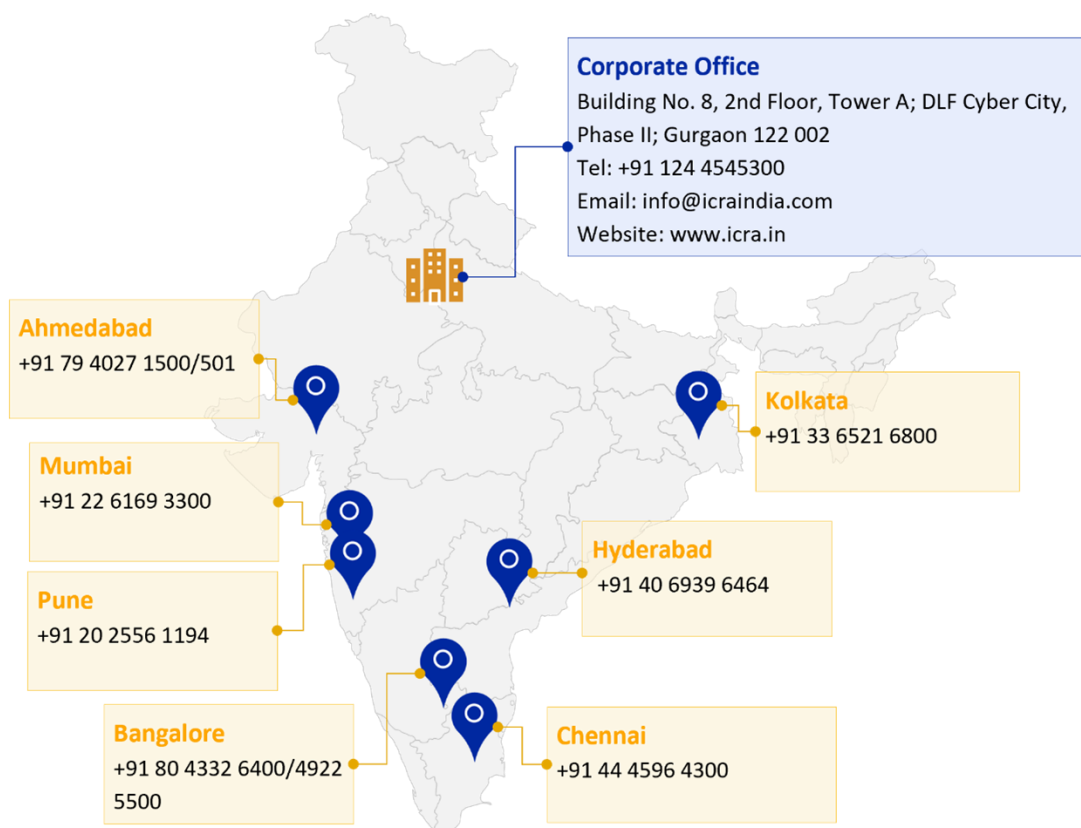 Corporate Office
Building No. 8, 2nd Floor, Tower A; DLF Cyber City,
Phase II; Gurgaon 122 002
Tel: +91 124 4545300
Email: info@icraindia.com
Website: www.icra.in
Ahmedabad
+91 79 4027 1500/501
Kolkata
+91 33 6521 6800
Mumbai
+91 22 6169 3300
Hyderabad
+91 40 6939 6464
Pune
+91 20 2556 1194
Bangalore
+91 80 4332 6400/4922
5500
Chennai
+91 44 4596 4300